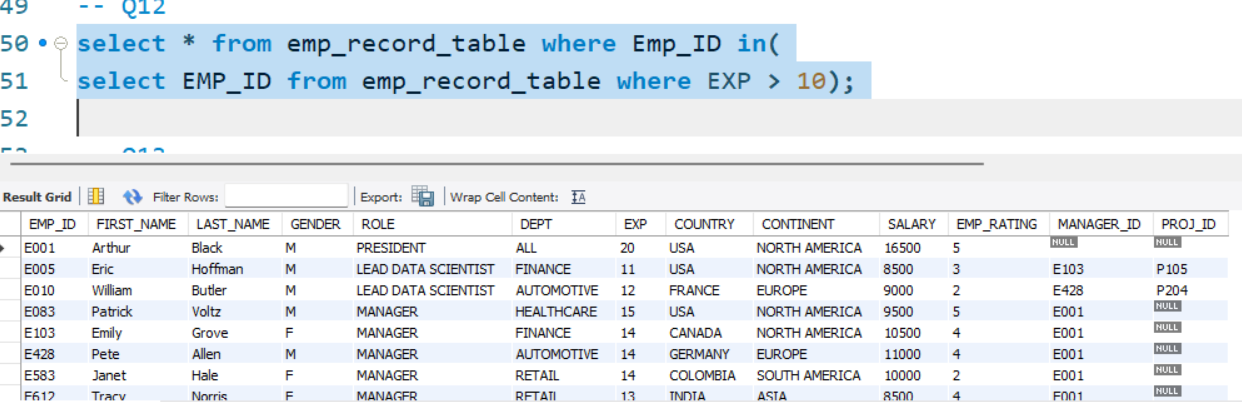 49 -- Q12
50 select * from emp_record_table where Emp_ID in(
51 select EMP_ID from emp_record_table where EXP > 10);
52
Result Grid Filter Rows: Export: Wrap Cell Content: IA
EMP_ID FIRST_NAME LAST_NAME GENDER ROLE DEPT EXP COUNTRY CONTINENT SALARY EMP_RATING MANAGER_ID PROJ_ID
E001 Arthur Black M PRESIDENT ALL 20 USA NORTH AMERICA 16500 5 NULL NULL
E005 Eric Hoffman M LEAD DATA SCIENTIST FINANCE 11 USA NORTH AMERICA 8500 3 E103 P105
E010 William Butler M LEAD DATA SCIENTIST AUTOMOTIVE 12 FRANCE EUROPE 9000 2 E428 P204
E083 Patrick Voltz M MANAGER HEALTHCARE 15 USA NORTH AMERICA 9500 5 E001 NULL
E103 Emily Grove F MANAGER FINANCE 14 CANADA NORTH AMERICA 10500 4 E001 NULL
E428 Pete Allen M MANAGER AUTOMOTIVE 14 GERMANY EUROPE 11000 4 E001 NULL
E583 Janet Hale F MANAGER RETAIL 14 COLOMBIA SOUTH AMERICA 10000 2 E001 NULL
E612 Tracy Norris F MANAGER RETAIL 13 INDIA ASIA 8500 4 E001 NULL